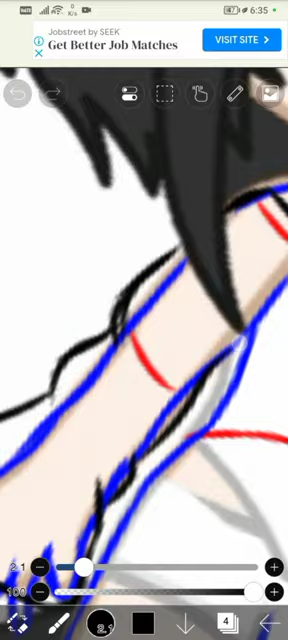 6:35
Jobstreet by SEEK
Get Better Job Matches
VISIT SITE
2.1
100
2.1
4